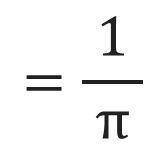 = 1/π